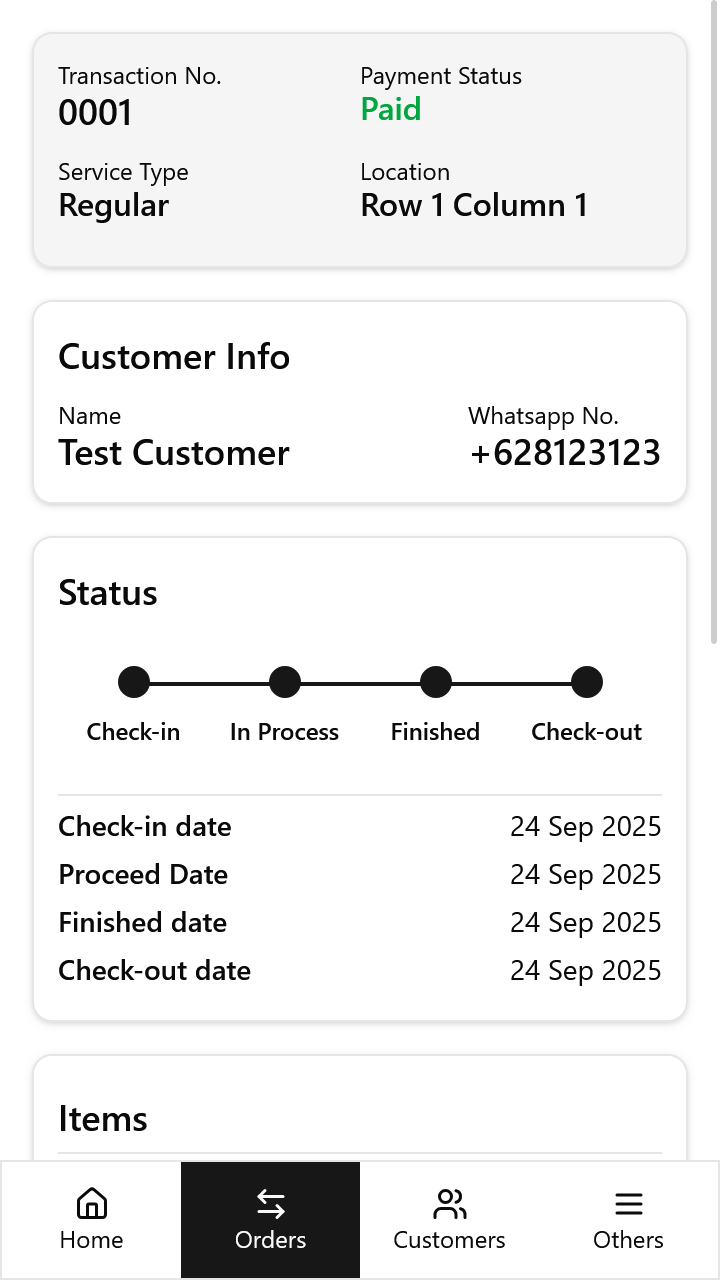 Transaction No.
0001
Payment Status
Paid
Service Type
Regular
Location
Row 1 Column 1
Customer Info
Name
Test Customer
Whatsapp No.
+628123123
Status
Check-in
In Process
Finished
Check-out
Check-in date 24 Sep 2025
Proceed Date 24 Sep 2025
Finished date 24 Sep 2025
Check-out date 24 Sep 2025
Items
Home
Orders
Customers
Others